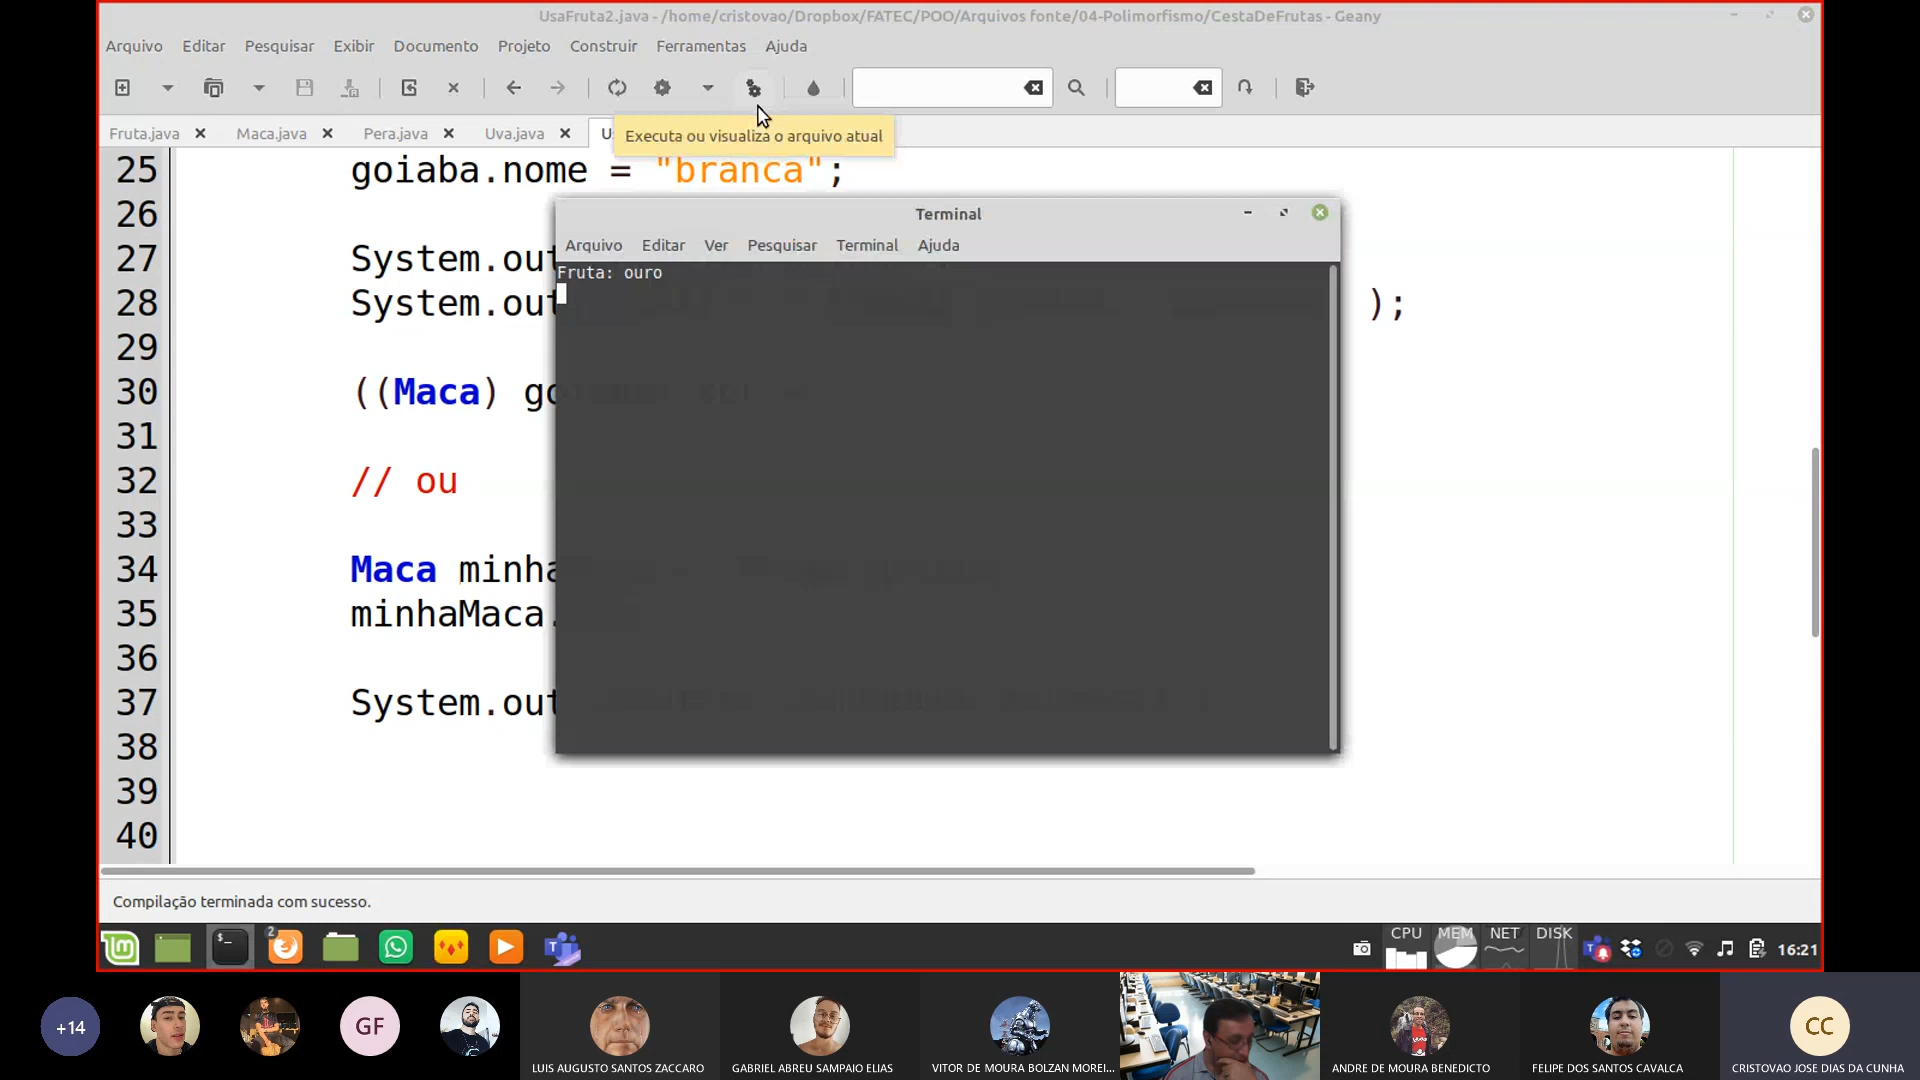 UsaFruta2.java - /home/cristovao/Dropbox/FATEC/POO/Arquivos fonte/04-Polimorfismo/CestaDeFrutas - Geany
Arquivo Editar Pesquisar Exibir Documento Projeto Construir Ferramentas Ajuda
Fruta.java Maca.java Pera.java Uva.java
Executa ou visualiza o arquivo atual
25 goiaba.nome = "branca";
26
27 System.out
28 System.out );
29
30 ((Maca) go
31
32 // ou
33
34 Maca minha
35 minhaMaca.
36
37 System.out
38
39
40
Terminal
Arquivo Editar Ver Pesquisar Terminal Ajuda
Fruta: ouro
Compilação terminada com sucesso.
2
CPU MEM NET DISK 16:21
+14
GF
CC
LUIS AUGUSTO SANTOS ZACCARO
GABRIEL ABREU SAMPAIO ELIAS
VITOR DE MOURA BOLZAN MOREI...
ANDRE DE MOURA BENEDICTO
FELIPE DOS SANTOS CAVALCA
CRISTOVAO JOSE DIAS DA CUNHA